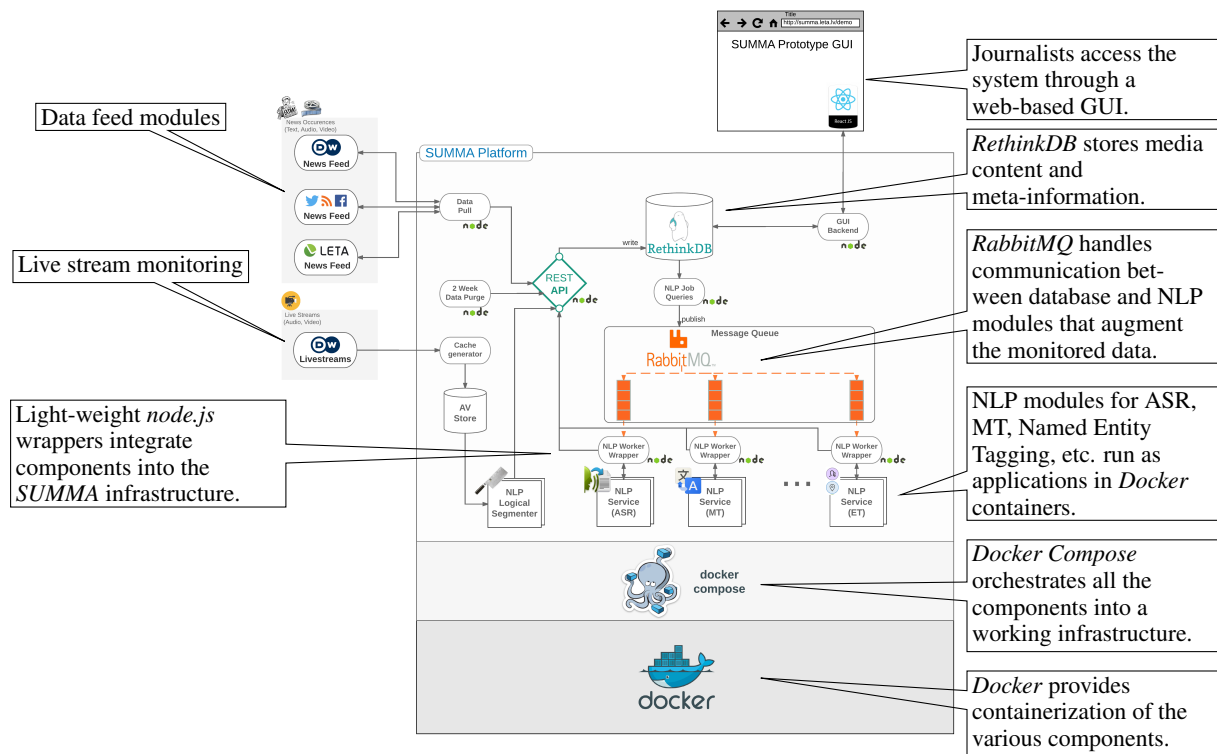 Title
http://summa.leta.lv/demo
SUMMA Prototype GUI
React JS
Journalists access the
system through a
web-based GUI.
Data feed modules
News Occurences
(Text, Audio, Video)
DW
News Feed
News Feed
LETA
News Feed
Live stream monitoring
Live Streams
(Audio, Video)
DW
Livestreams
SUMMA Platform
Data
Pull
node
2 Week
Data Purge
node
Cache
generator
AV
Store
REST
API
node
write
RethinkDB
GUI
Backend
node
NLP Job
Queries
node
publish
Message Queue
RabbitMQ
RethinkDB stores media
content and
meta-information.
RabbitMQ handles
communication bet-
ween database and NLP
modules that augment
the monitored data.
Light-weight node.js
wrappers integrate
components into the
SUMMA infrastructure.
NLP Worker
Wrapper
node
NLP Worker
Wrapper
node
NLP Worker
Wrapper
node
NLP
Logical
Segmenter
NLP
Service
(ASR)
文
A
NLP
Service
(MT)
NLP
Service
(ET)
NLP modules for ASR,
MT, Named Entity
Tagging, etc. run as
applications in Docker
containers.
docker
compose
Docker Compose
orchestrates all the
components into a
working infrastructure.
docker
Docker provides
containerization of the
various components.